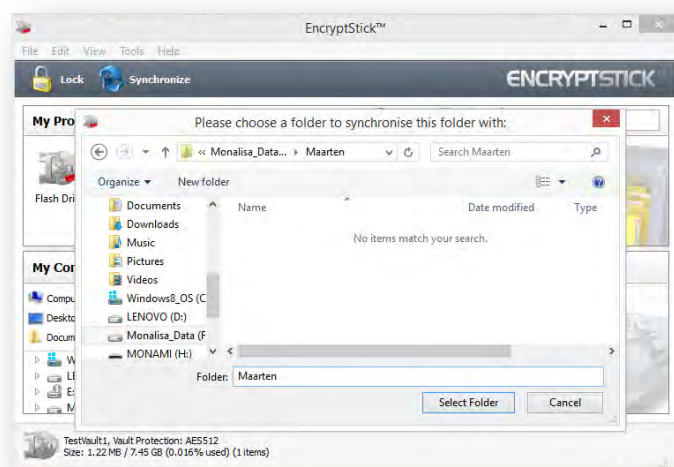 EncryptStick™
File Edit View Tools Help
Lock Synchronize ENCRYPTSTICK
My Pro
Please choose a folder to synchronise this folder with:
« Monalisa_Data... Maarten Search Maarten
Organize New folder
Flash Dri
Documents
Downloads
Music
Pictures
Videos
Windows8_OS (C
LENOVO (D:)
Monalisa_Data (F
MONAMI (H:)
Name Date modified Type
No items match your search.
My Con
Compu
Deskto
Docum
W
LE
E:
M
Folder: Maarten
Select Folder Cancel
TestVault1, Vault Protection: AES512
Size: 1.22 MB / 7.45 GB (0.016% used) (1 items)